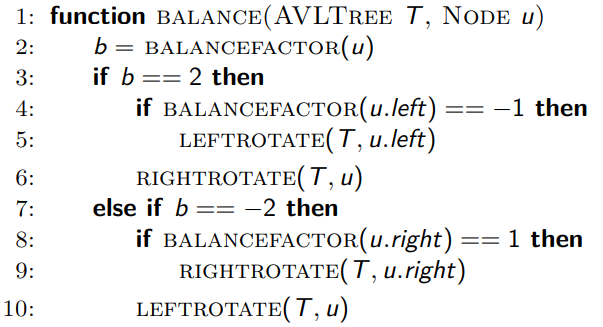 1: function BALANCE(AVLTREE T, NODE u)
2: b = BALANCEFACTOR(u)
3: if b == 2 then
4: if BALANCEFACTOR(u.left) == −1 then
5: LEFTROTATE(T, u.left)
6: RIGHTROTATE(T, u)
7: else if b == −2 then
8: if BALANCEFACTOR(u.right) == 1 then
9: RIGHTROTATE(T, u.right)
10: LEFTROTATE(T, u)